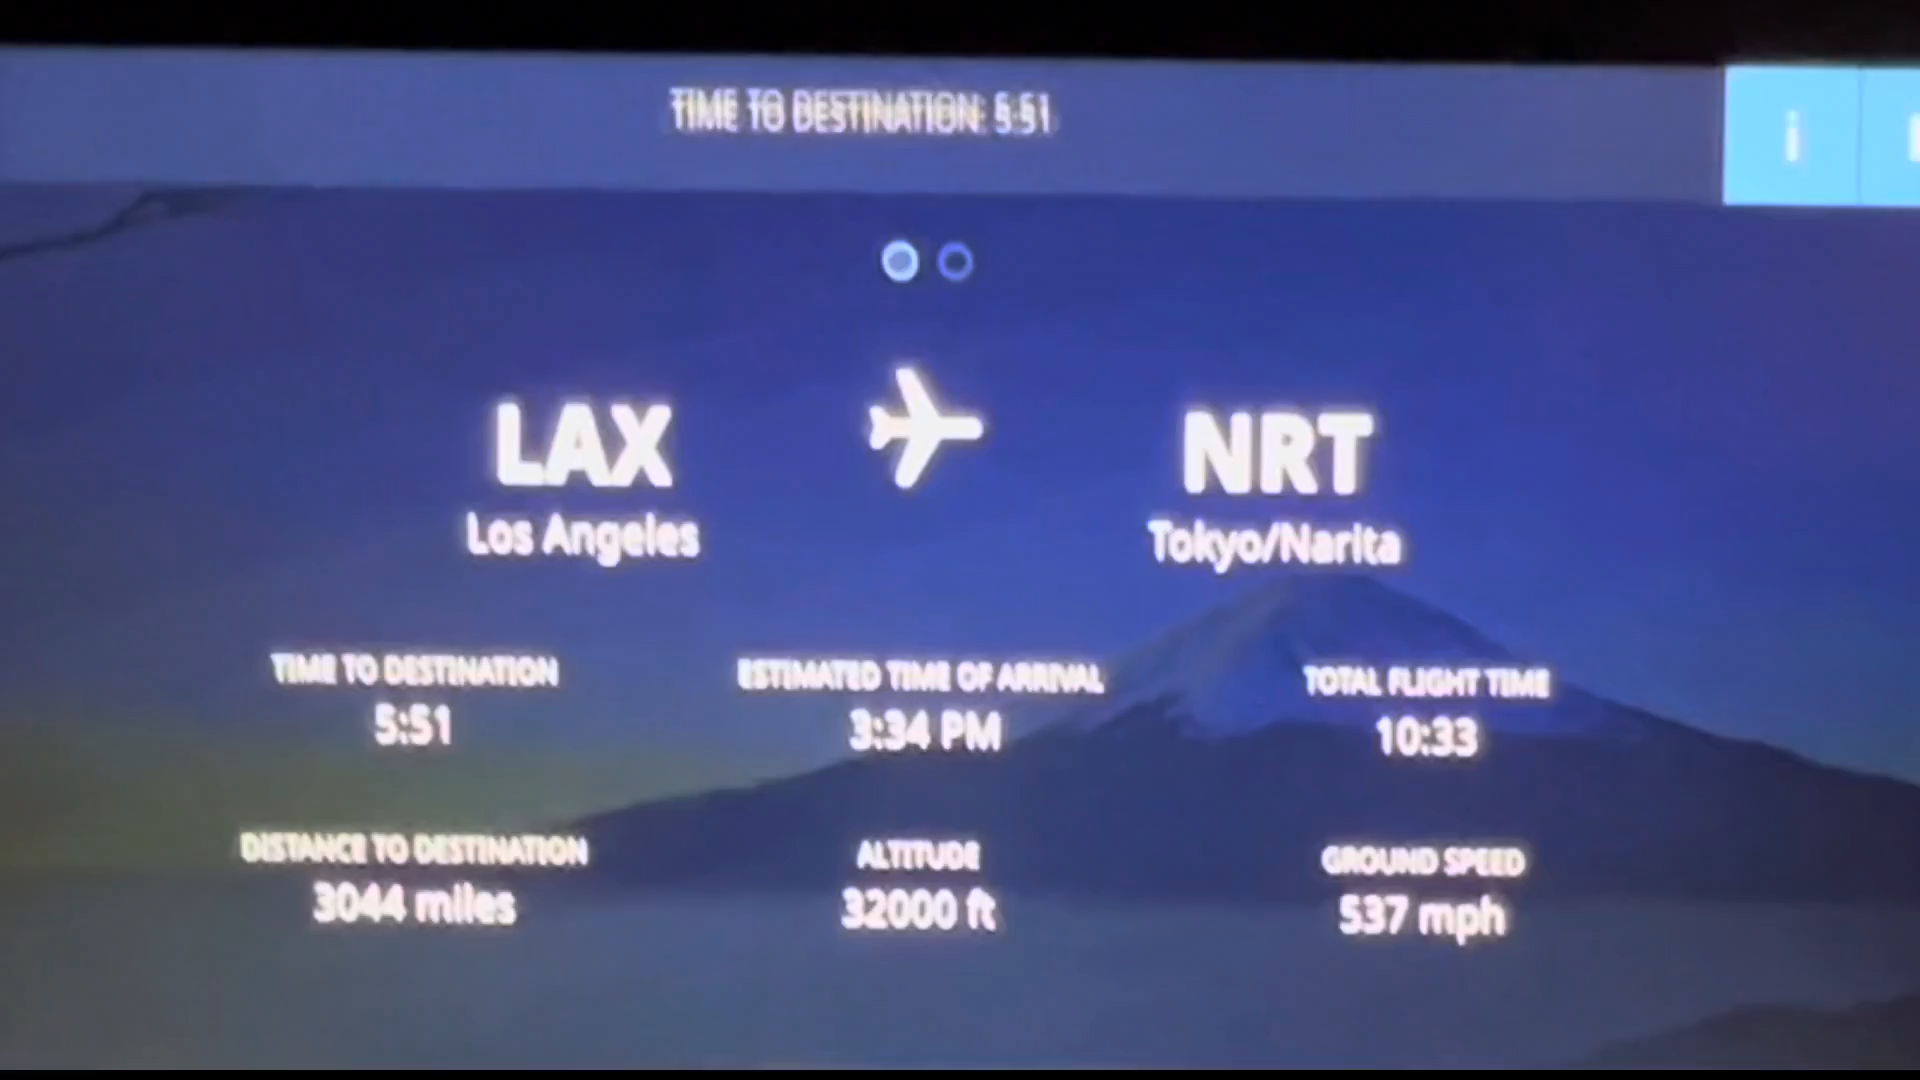 TIME TO DESTINATION: 5:51
i
LAX
NRT
Los Angeles
Tokyo/Narita
TIME TO DESTINATION
ESTIMATED TIME OF ARRIVAL
TOTAL FLIGHT TIME
5:51
3:34 PM
10:33
DISTANCE TO DESTINATION
ALTITUDE
GROUND SPEED
3044 miles
32000 ft
537 mph